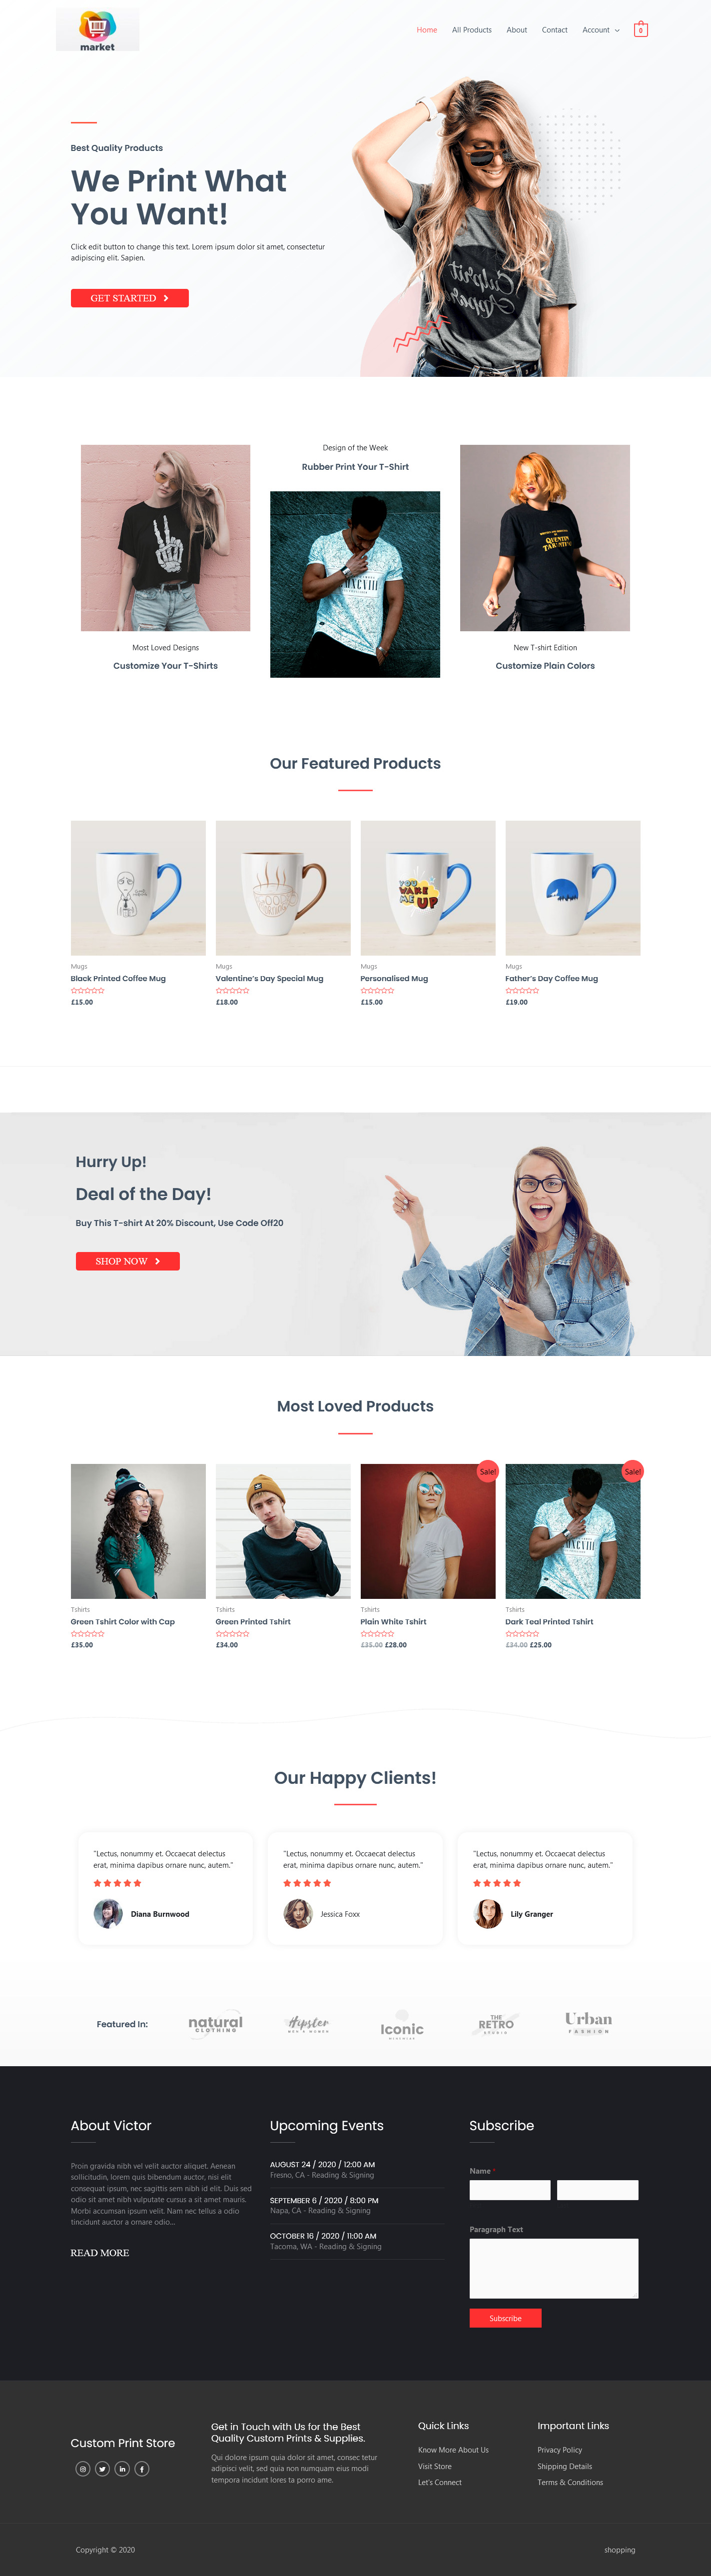 market
Home
All Products
About
Contact
Account
0
Best Quality Products
We Print What
You Want!
Click edit button to change this text. Lorem ipsum dolor sit amet, consectetur
adipiscing elit. Sapien.
GET STARTED
Design of the Week
Rubber Print Your T-Shirt
Most Loved Designs
Customize Your T-Shirts
QUENTIN
TARANTINO
New T-shirt Edition
Customize Plain Colors
Our Featured Products
YOU
WAKE
ME UP
Mugs
Black Printed Coffee Mug
£15.00
Mugs
Valentine's Day Special Mug
£18.00
Mugs
Personalised Mug
£15.00
Mugs
Father's Day Coffee Mug
£19.00
Hurry Up!
Deal of the Day!
Buy This T-shirt At 20% Discount, Use Code Off20
SHOP NOW
Most Loved Products
Sale!
Sale!
Tshirts
Green Tshirt Color with Cap
£35.00
Tshirts
Green Printed Tshirt
£34.00
Tshirts
Plain White Tshirt
£35.00 £28.00
Tshirts
Dark Teal Printed Tshirt
£34.00 £25.00
Our Happy Clients!
"Lectus, nonummy et. Occaecat delectus
erat, minima dapibus ornare nunc, autem."
Diana Burnwood
"Lectus, nonummy et. Occaecat delectus
erat, minima dapibus ornare nunc, autem."
Jessica Foxx
"Lectus, nonummy et. Occaecat delectus
erat, minima dapibus ornare nunc, autem."
Lily Granger
Featured In:
natural
CLOTHING
Hipster
MEN & WOMEN
Iconic
THE
RETRO
STUDIO
Urban
FASHION
About Victor
Proin gravida nibh vel velit auctor aliquet. Aenean
sollicitudin, lorem quis bibendum auctor, nisi elit
consequat ipsum, nec sagittis sem nibh id elit. Duis sed
odio sit amet nibh vulputate cursus a sit amet mauris.
Morbi accumsan ipsum velit. Nam nec tellus a odio
tincidunt auctor a ornare odio...
READ MORE
Upcoming Events
AUGUST 24 / 2020 / 12:00 AM
Fresno, CA - Reading & Signing
SEPTEMBER 6 / 2020 / 8:00 PM
Napa, CA - Reading & Signing
OCTOBER 16 / 2020 / 11:00 AM
Tacoma, WA - Reading & Signing
Subscribe
Name *
Paragraph Text
Subscribe
Custom Print Store
Get in Touch with Us for the Best
Quality Custom Prints & Supplies.
Qui dolore ipsum quia dolor sit amet, consec tetur
adipisci velit, sed quia non numquam eius modi
tempora incidunt lores ta porro ame.
Quick Links
Know More About Us
Visit Store
Let's Connect
Important Links
Privacy Policy
Shipping Details
Terms & Conditions
Copyright © 2020
shopping